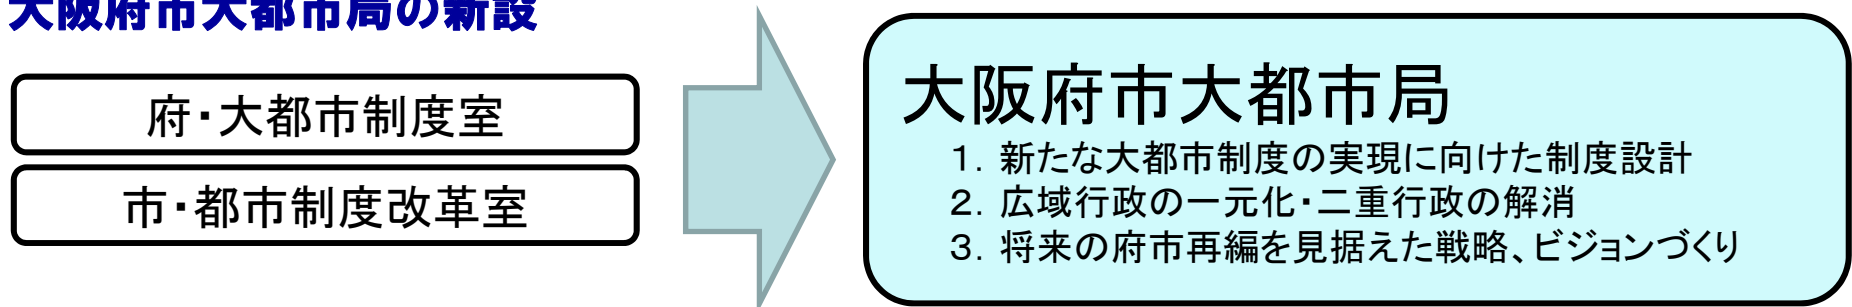 大阪府市大都市局の新設
府・大都市制度室
市・都市制度改革室
大阪府市大都市局
１．新たな大都市制度の実現に向けた制度設計
２．広域行政の一元化・二重行政の解消
３．将来の府市再編を見据えた戦略、ビジョンづくり